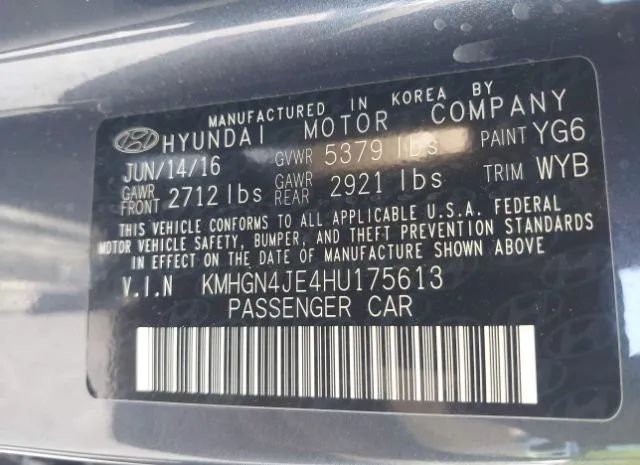 MANUFACTURED IN KOREA BY
HYUNDAI MOTOR COMPANY
JUN/14/16 GVWR 5379 lbs PAINT YG6
GAWR FRONT 2712 lbs GAWR REAR 2921 lbs TRIM WYB
THIS VEHICLE CONFORMS TO ALL APPLICABLE U.S.A. FEDERAL
MOTOR VEHICLE SAFETY, BUMPER, AND THEFT PREVENTION STANDARDS
IN EFFECT ON THE DATE OF MANUFACTURE SHOWN ABOVE.
V.I.N KMHGN4JE4HU175613
PASSENGER CAR